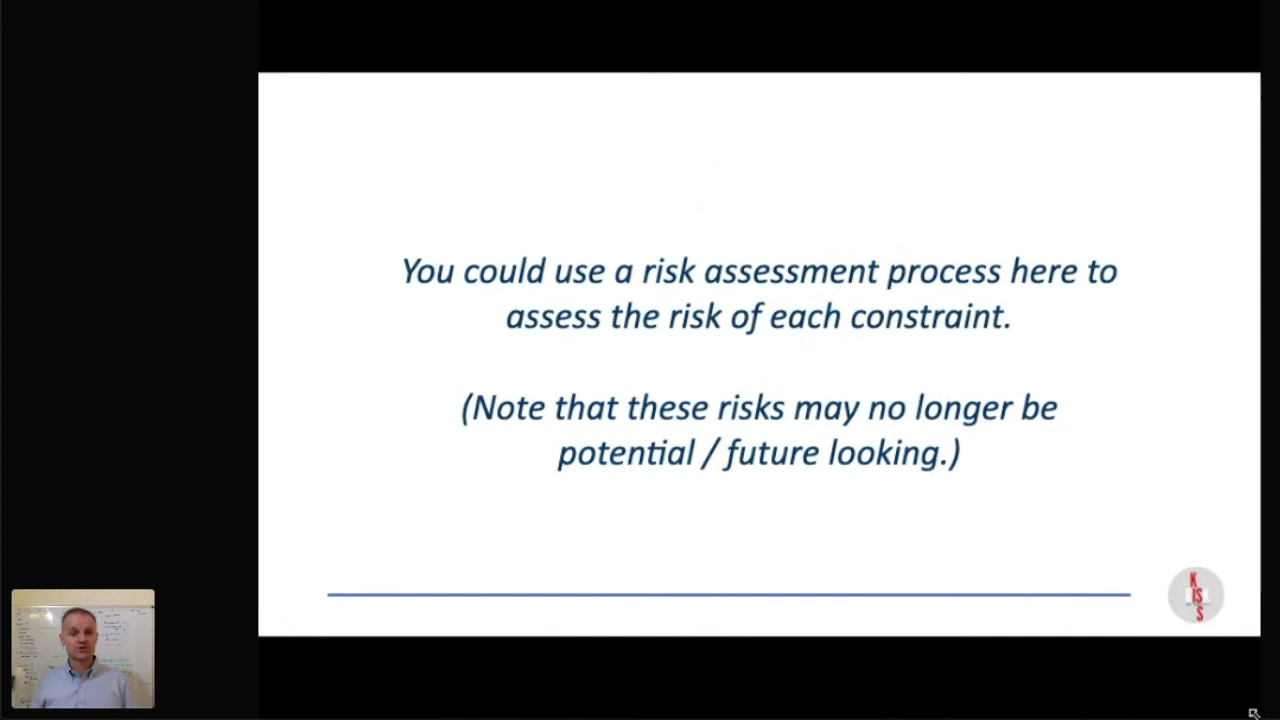 You could use a risk assessment process here to
assess the risk of each constraint.
(Note that these risks may no longer be
potential / future looking.)
K
RISK
S